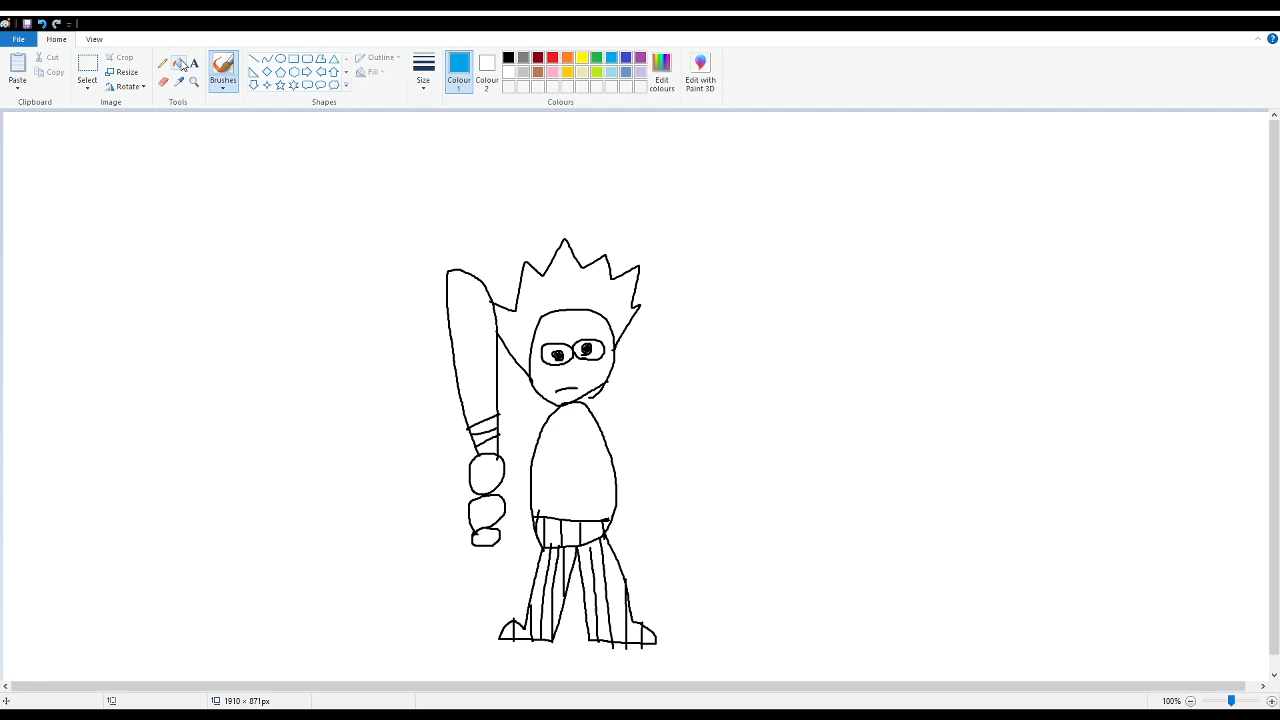 File Home View
Paste Cut Copy Select Crop Resize Rotate A Brushes Outline Fill Size Colour 1 Colour 2 Edit colours Edit with Paint 3D
Clipboard Image Tools Shapes Colours
1910 × 871px 100%